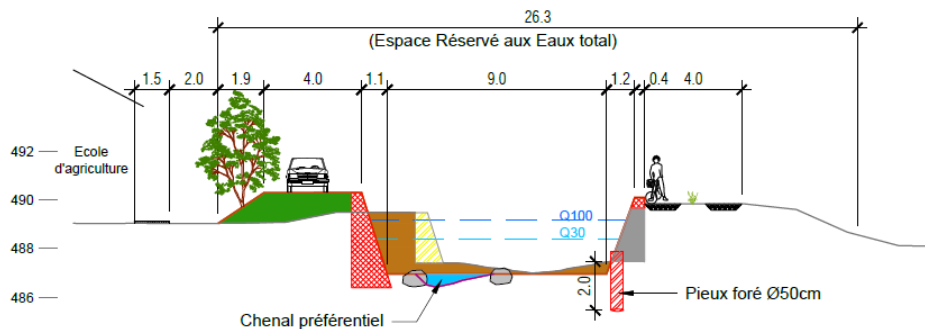 26.3
(Espace Réservé aux Eaux total)
1.5 2.0 1.9 4.0 1.1 9.0 1.2 0.4 4.0
492
Ecole
d'agriculture
490
Q100
Q30
488
486
2.0
Pieux foré Ø50cm
Chenal préférentiel